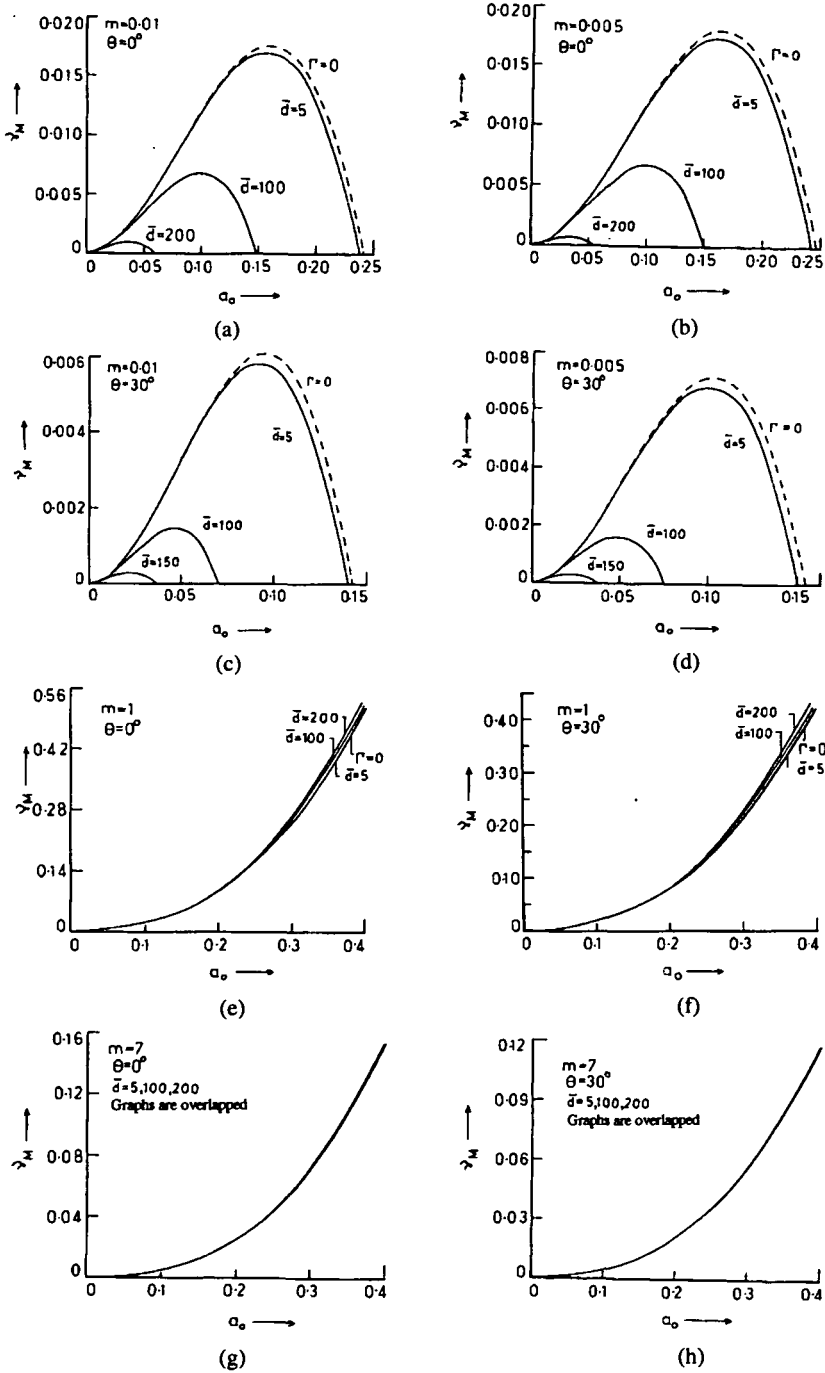 m=0.01
θ=0°
0.020
0.015
0.010
0.005
0
ν_M
Γ=0
d̄=5
d̄=100
d̄=200
0 0.05 0.10 0.15 0.20 0.25
a₀
(a)
m=0.005
θ=0°
0.020
0.015
0.010
0.005
0
ν_M
Γ=0
d̄=5
d̄=100
d̄=200
0 0.05 0.10 0.15 0.20 0.25
a₀
(b)
m=0.01
θ=30°
0.006
0.004
0.002
0
ν_M
Γ=0
d̄=5
d̄=100
d̄=150
0 0.05 0.10 0.15
a₀
(c)
m=0.005
θ=30°
0.008
0.006
0.004
0.002
0
ν_M
Γ=0
d̄=5
d̄=100
d̄=150
0 0.05 0.10 0.15
a₀
(d)
m=1
θ=0°
0.56
0.42
0.28
0.14
0
ν_M
d̄=200
d̄=100
Γ=0
d̄=5
0 0.1 0.2 0.3 0.4
a₀
(e)
m=1
θ=30°
0.40
0.30
0.20
0.10
0
ν_M
d̄=200
d̄=100
Γ=0
d̄=5
0 0.1 0.2 0.3 0.4
a₀
(f)
m=7
θ=0°
d̄=5,100,200
Graphs are overlapped
0.16
0.12
0.08
0.04
0
ν_M
0 0.1 0.2 0.3 0.4
a₀
(g)
m=7
θ=30°
d̄=5,100,200
Graphs are overlapped
0.12
0.09
0.06
0.03
0
ν_M
0 0.1 0.2 0.3 0.4
a₀
(h)